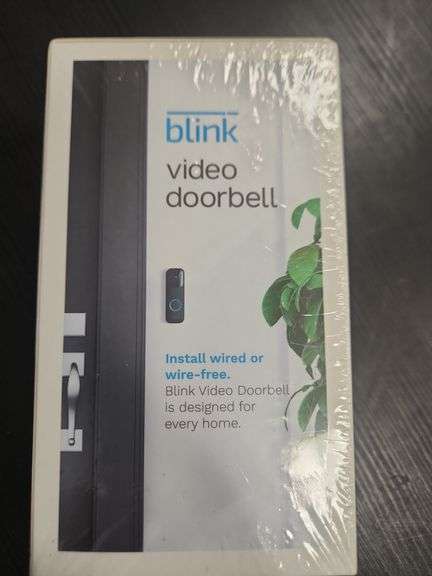 blink
video
doorbell
Install wired or
wire-free.
Blink Video Doorbell
is designed for
every home.